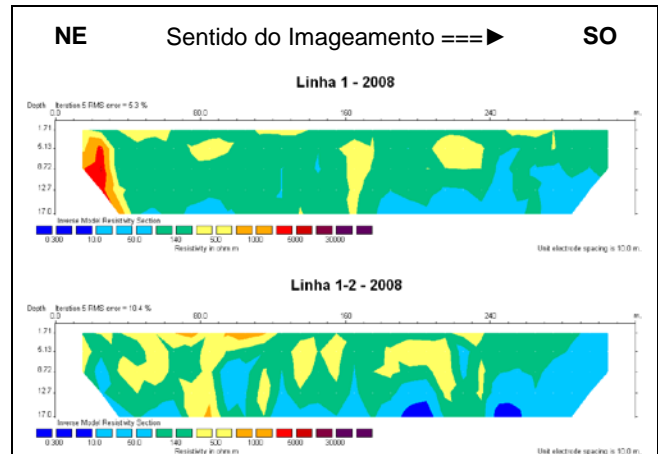 NE Sentido do Imageamento ===► SO
Linha 1 - 2008
Depth Iteration 5 RMS error = 5.3 %
0.0 80.0 160 240 m.
1.71
5.13
8.72
12.7
17.0
Inverse Model Resistivity Section
0.300 10.0 50.0 140 500 1000 5000 30000
Resistivity in ohm m
Unit electrode spacing is 10.0 m.
Linha 1-2 - 2008
Depth Iteration 5 RMS error = 10.4 %
0.0 80.0 160 240 m.
1.71
5.13
8.72
12.7
17.0
Inverse Model Resistivity Section
0.300 10.0 50.0 140 500 1000 5000 30000
Resistivity in ohm m
Unit electrode spacing is 10.0 m.